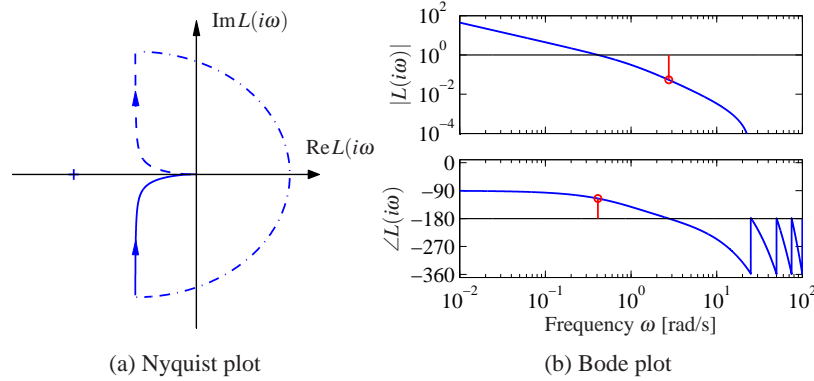 Im L(iω)
Re L(iω
(a) Nyquist plot
|L(iω)|
10^2
10^0
10^-2
10^-4
∠L(iω)
0
-90
-180
-270
-360
10^-2
10^-1
10^0
10^1
10^2
Frequency ω [rad/s]
(b) Bode plot